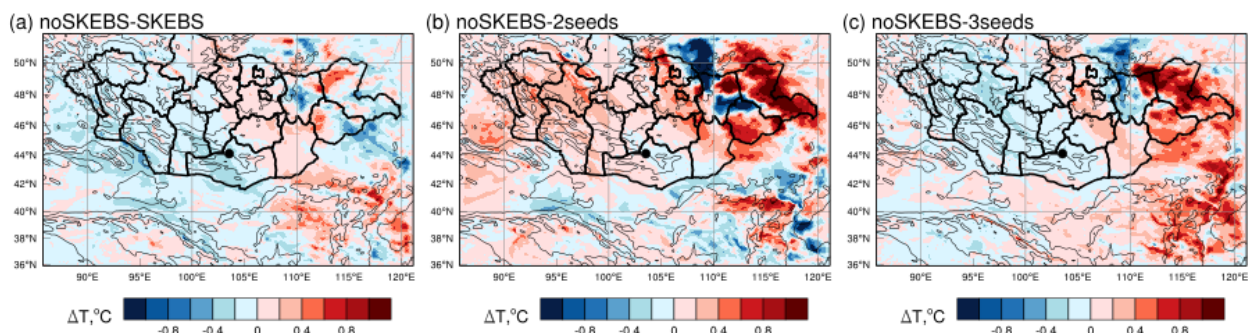 (a) noSKEBS-SKEBS
(b) noSKEBS-2seeds
(c) noSKEBS-3seeds
50°N
48°N
46°N
44°N
42°N
40°N
38°N
36°N
90°E 95°E 100°E 105°E 110°E 115°E 120°E
50°N
48°N
46°N
44°N
42°N
40°N
38°N
36°N
90°E 95°E 100°E 105°E 110°E 115°E 120°E
50°N
48°N
46°N
44°N
42°N
40°N
38°N
36°N
90°E 95°E 100°E 105°E 110°E 115°E 120°E
ΔT,°C
-0.8 -0.4 0 0.4 0.8
ΔT,°C
-0.8 -0.4 0 0.4 0.8
ΔT,°C
-0.8 -0.4 0 0.4 0.8